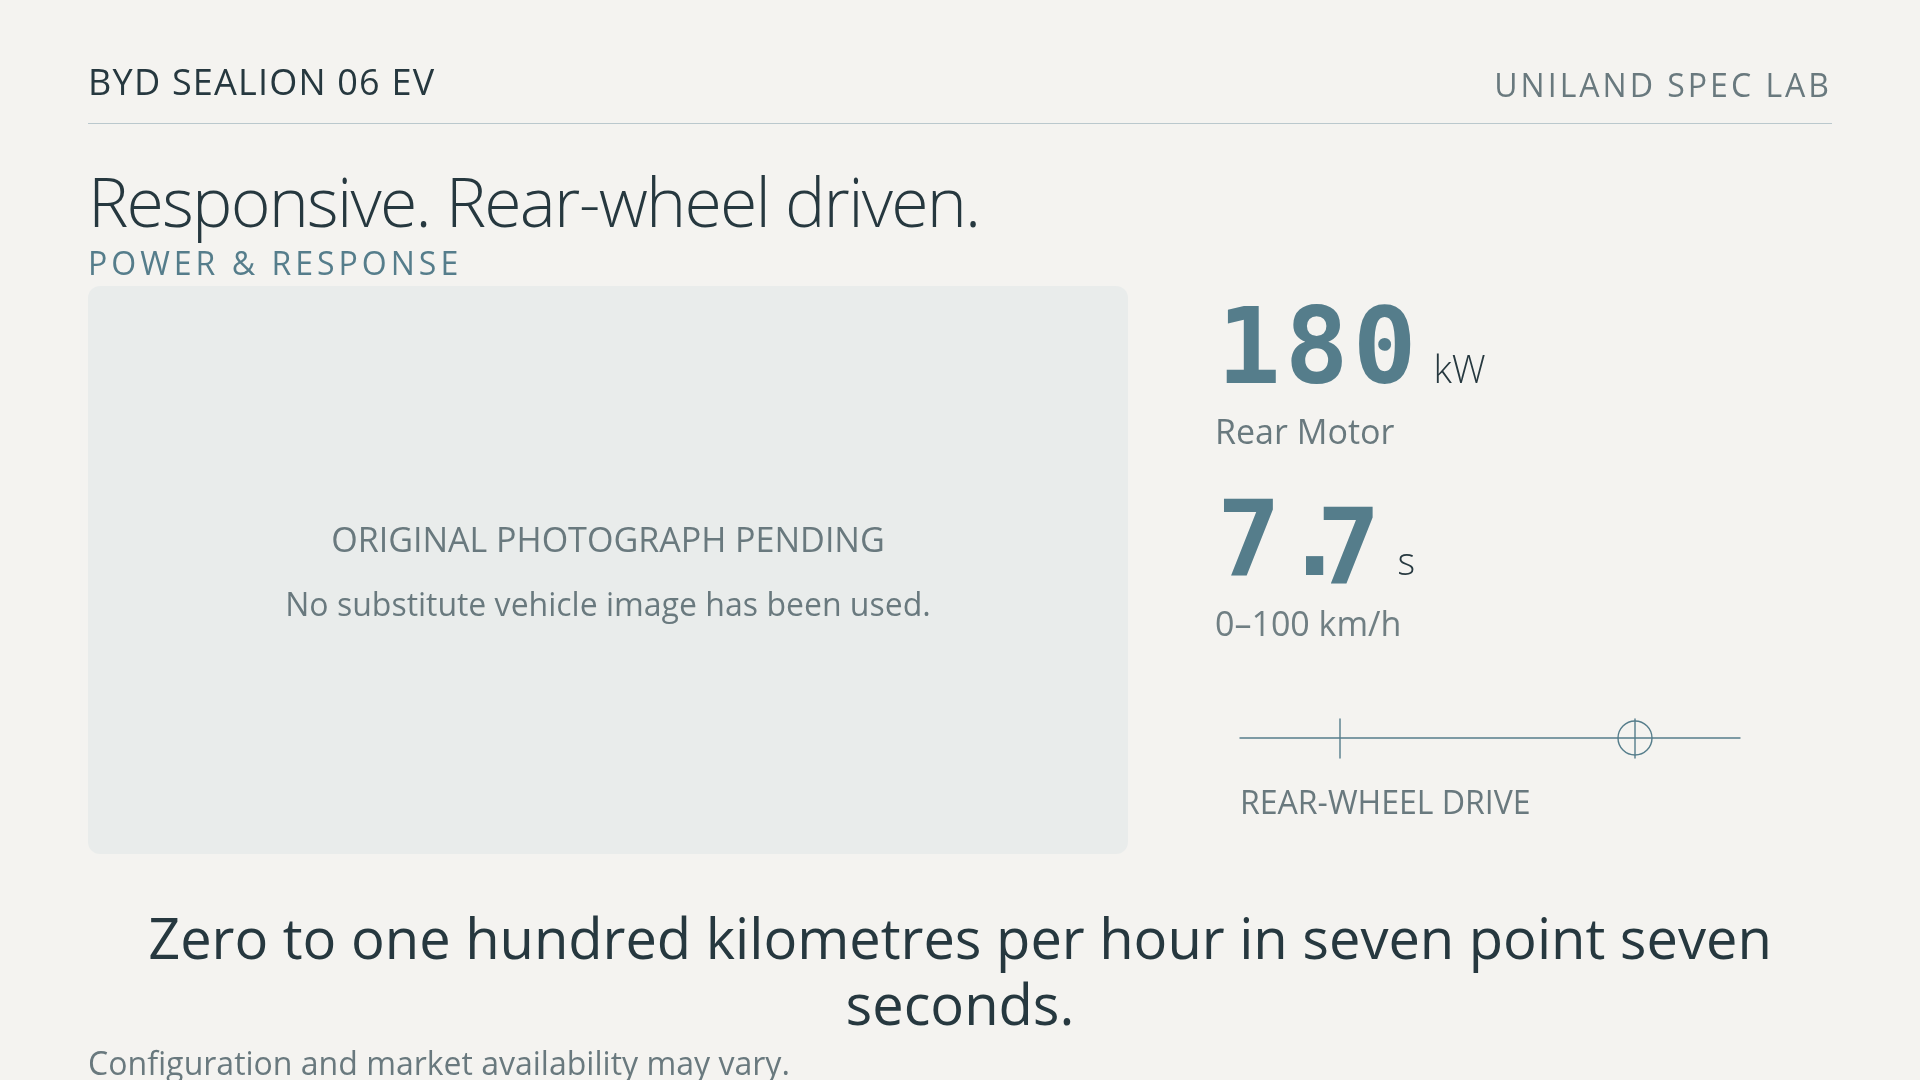 BYD SEALION 06 EV
UNILAND SPEC LAB
Responsive. Rear-wheel driven.
POWER & RESPONSE
ORIGINAL PHOTOGRAPH PENDING
No substitute vehicle image has been used.
180 kW
Rear Motor
7.7 s
0–100 km/h
REAR-WHEEL DRIVE
Zero to one hundred kilometres per hour in seven point seven
seconds.
Configuration and market availability may vary.